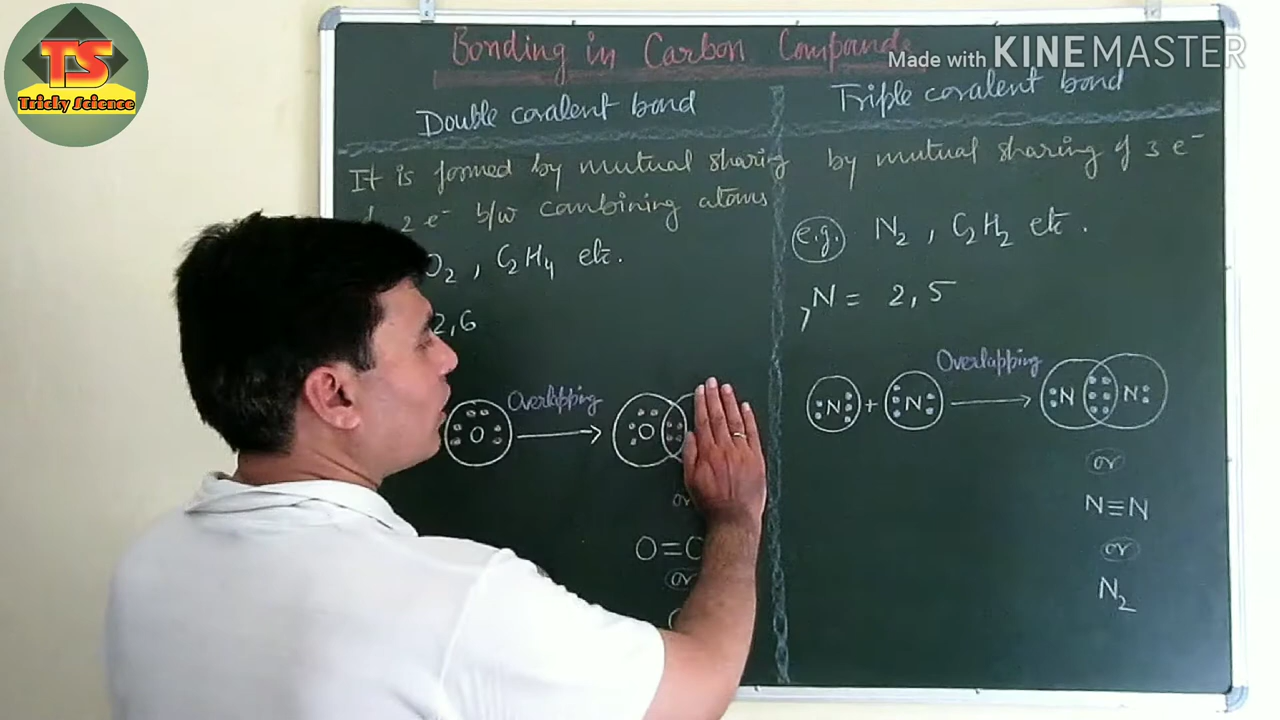 TS
Tricky Science
Made with KINEMASTER
Bonding in Carbon Compounds
Double covalent bond
It is formed by mutual sharing
2 e⁻ b/w combining atoms
O₂ , C₂H₄ etc.
2,6
O
Overlapping
O
or
O=
or
Triple covalent bond
by mutual sharing of 3 e⁻
e.g. N₂ , C₂H₂ etc.
N = 2, 5
Overlapping
N + N → N N
or
N≡N
or
N₂